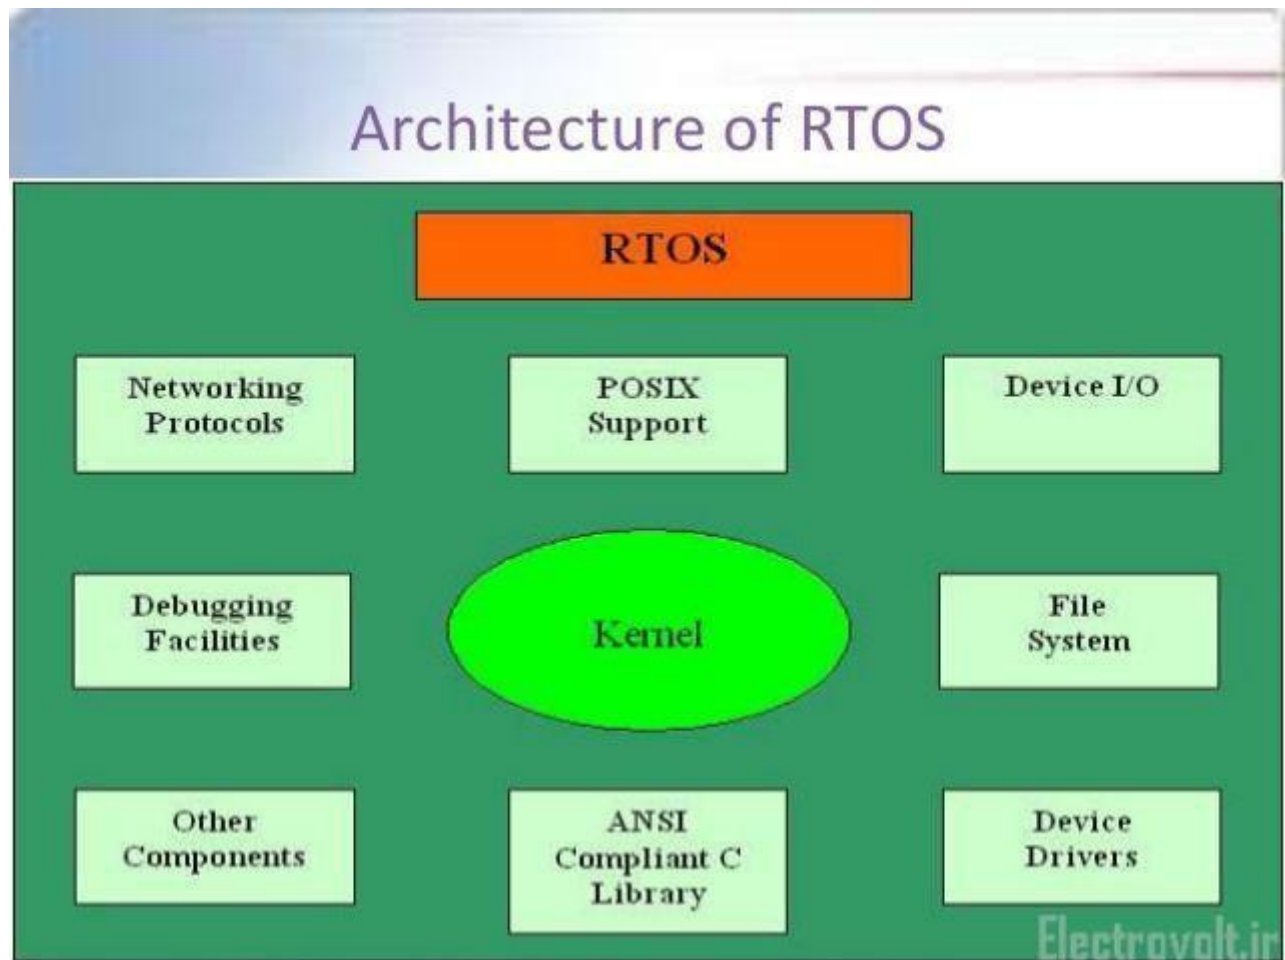 Architecture of RTOS
RTOS
Networking
Protocols
POSIX
Support
Device I/O
Debugging
Facilities
Kernel
File
System
Other
Components
ANSI
Compliant C
Library
Device
Drivers
Electrovolt.ir